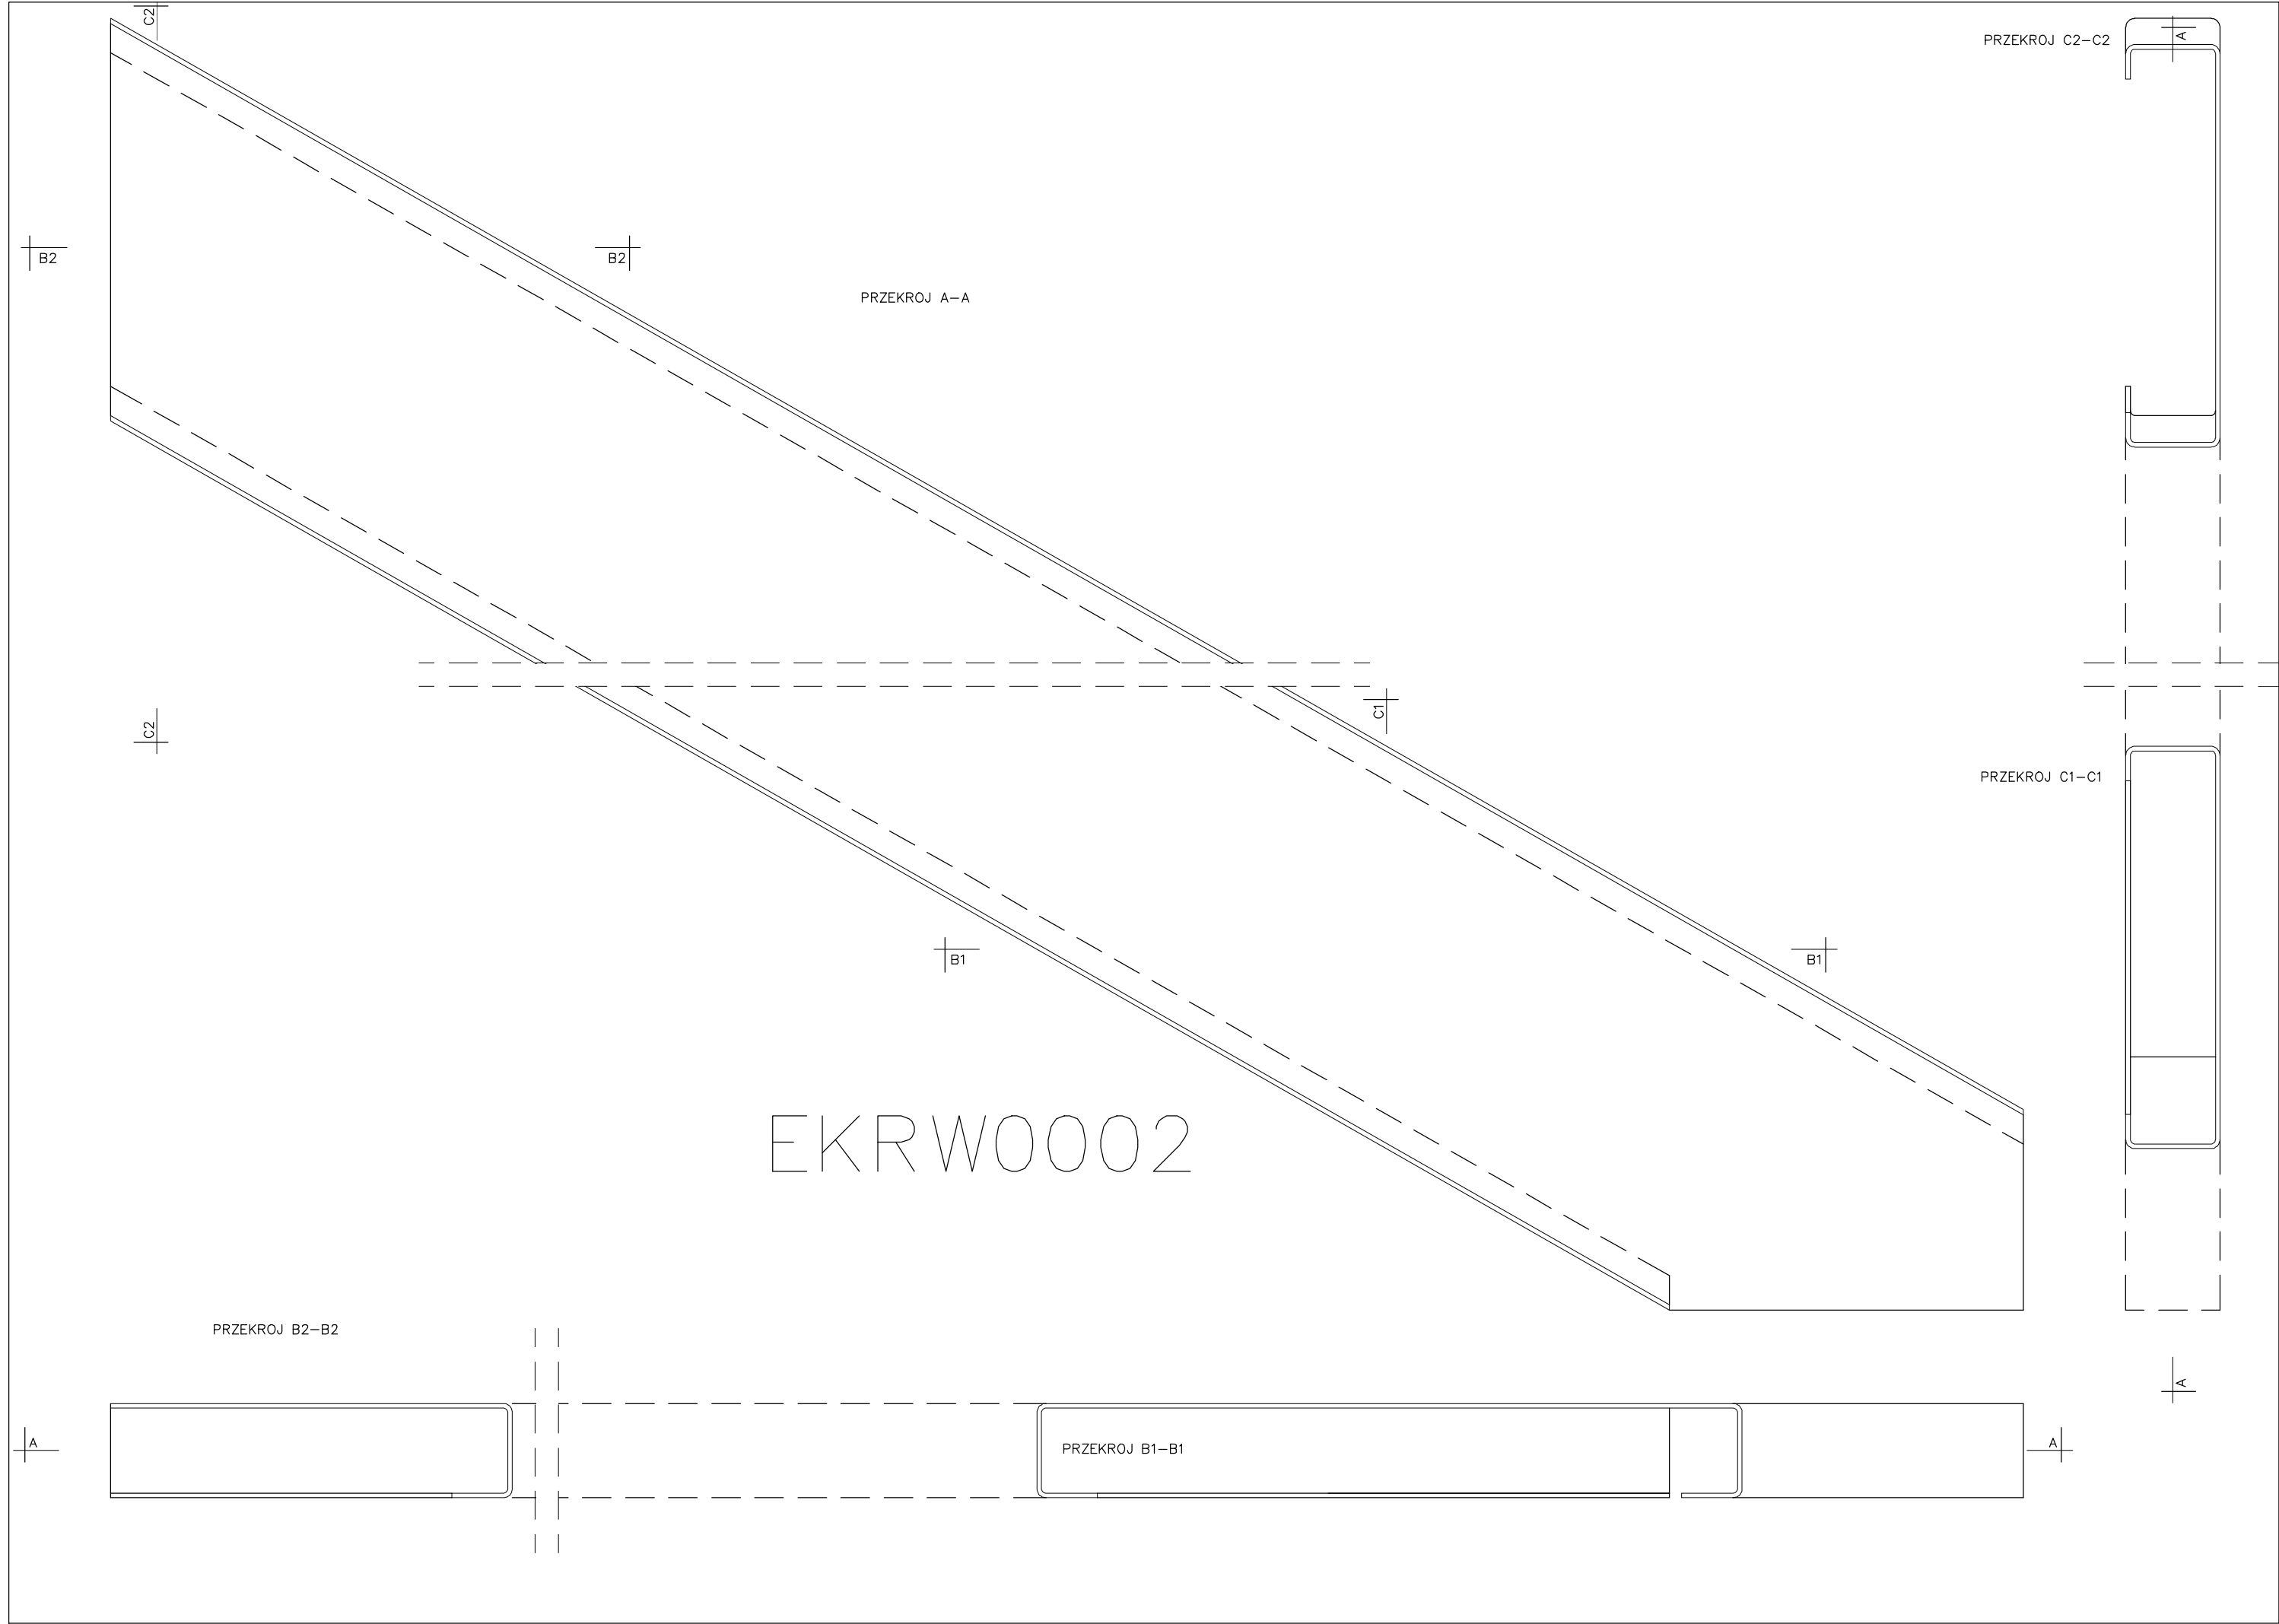 C2
PRZEKROJ C2-C2
A
B2
B2
PRZEKROJ A-A
C1
C2
PRZEKROJ C1-C1
B1
B1
EKRW0002
PRZEKROJ B2-B2
A
A
PRZEKROJ B1-B1
A